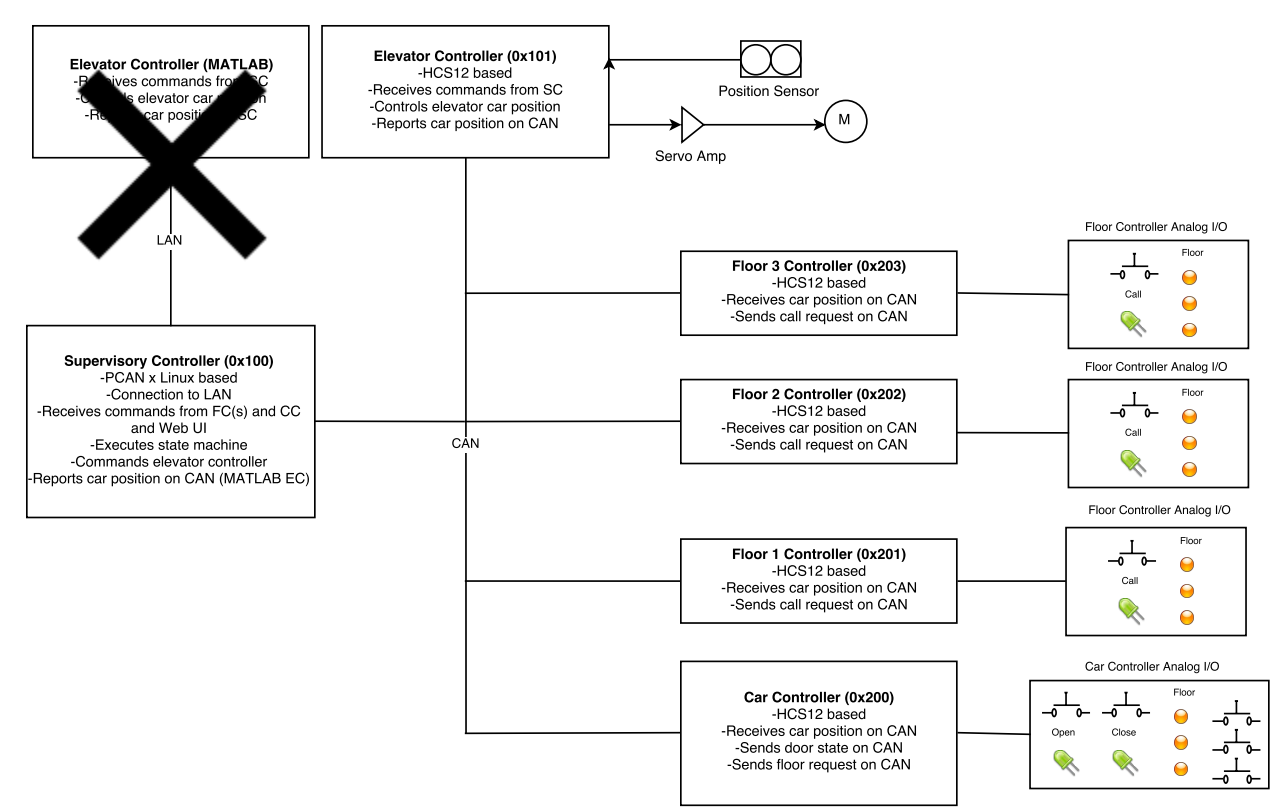 Elevator Controller (MATLAB)
-R ives commands fro SC
-C ls elevator car on
-Re car posit SC
LAN
Supervisory Controller (0x100)
-PCAN x Linux based
-Connection to LAN
-Receives commands from FC(s) and CC
and Web UI
-Executes state machine
-Commands elevator controller
-Reports car position on CAN (MATLAB EC)
Elevator Controller (0x101)
-HCS12 based
-Receives commands from SC
-Controls elevator car position
-Reports car position on CAN
Position Sensor
Servo Amp
M
CAN
Floor 3 Controller (0x203)
-HCS12 based
-Receives car position on CAN
-Sends call request on CAN
Floor Controller Analog I/O
Floor
Call
Floor 2 Controller (0x202)
-HCS12 based
-Receives car position on CAN
-Sends call request on CAN
Floor Controller Analog I/O
Floor
Call
Floor 1 Controller (0x201)
-HCS12 based
-Receives car position on CAN
-Sends call request on CAN
Floor Controller Analog I/O
Floor
Call
Car Controller (0x200)
-HCS12 based
-Receives car position on CAN
-Sends door state on CAN
-Sends floor request on CAN
Car Controller Analog I/O
Floor
Open
Close